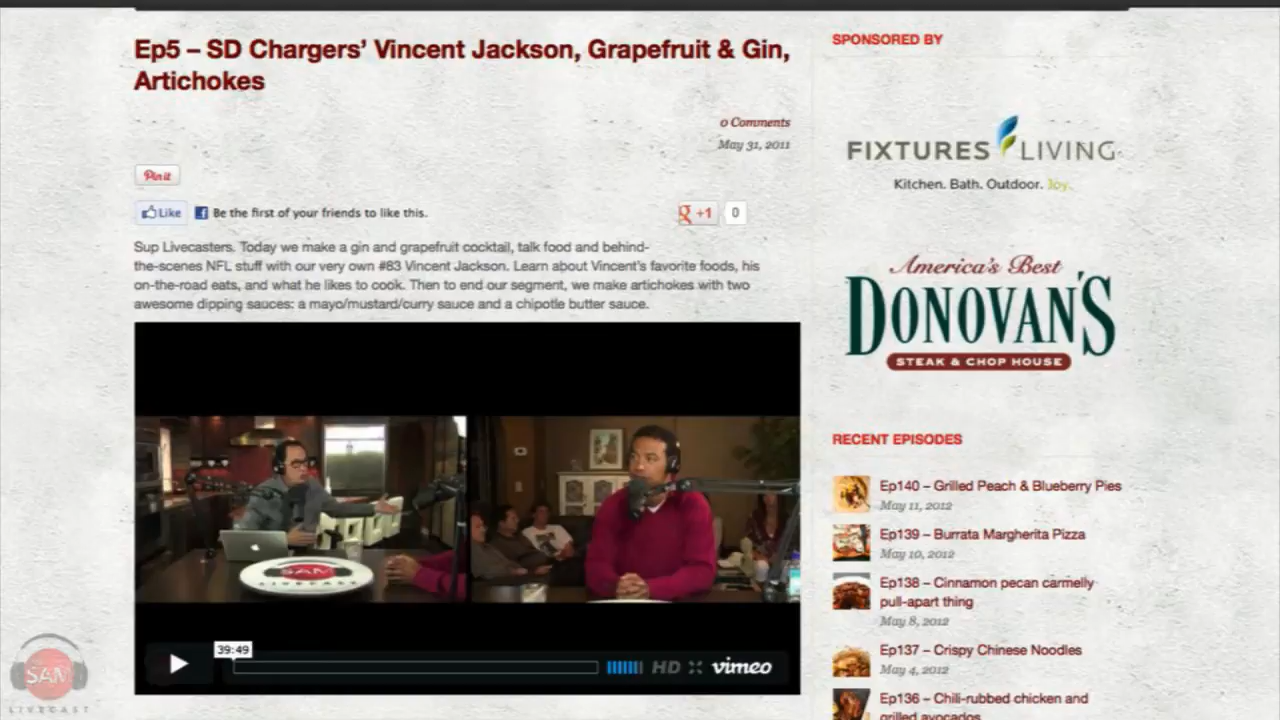 Ep5 – SD Chargers’ Vincent Jackson, Grapefruit & Gin,
Artichokes
0 Comments
May 31, 2011
Pin it
Like
Be the first of your friends to like this.
+1
0
Sup Livecasters. Today we make a gin and grapefruit cocktail, talk food and behind-
the-scenes NFL stuff with our very own #83 Vincent Jackson. Learn about Vincent's favorite foods, his
on-the-road eats, and what he likes to cook. Then to end our segment, we make artichokes with two
awesome dipping sauces: a mayo/mustard/curry sauce and a chipotle butter sauce.
SAM
LIVECAST
39:49
HD
vimeo
SAM
LIVECAST
SPONSORED BY
FIXTURES LIVING
Kitchen. Bath. Outdoor. Joy.
America's Best
DONOVAN'S
STEAK & CHOP HOUSE
RECENT EPISODES
Ep140 – Grilled Peach & Blueberry Pies
May 11, 2012
Ep139 – Burrata Margherita Pizza
May 10, 2012
Ep138 – Cinnamon pecan carmelly
pull-apart thing
May 8, 2012
Ep137 – Crispy Chinese Noodles
May 4, 2012
Ep136 – Chili-rubbed chicken and
grilled avocados